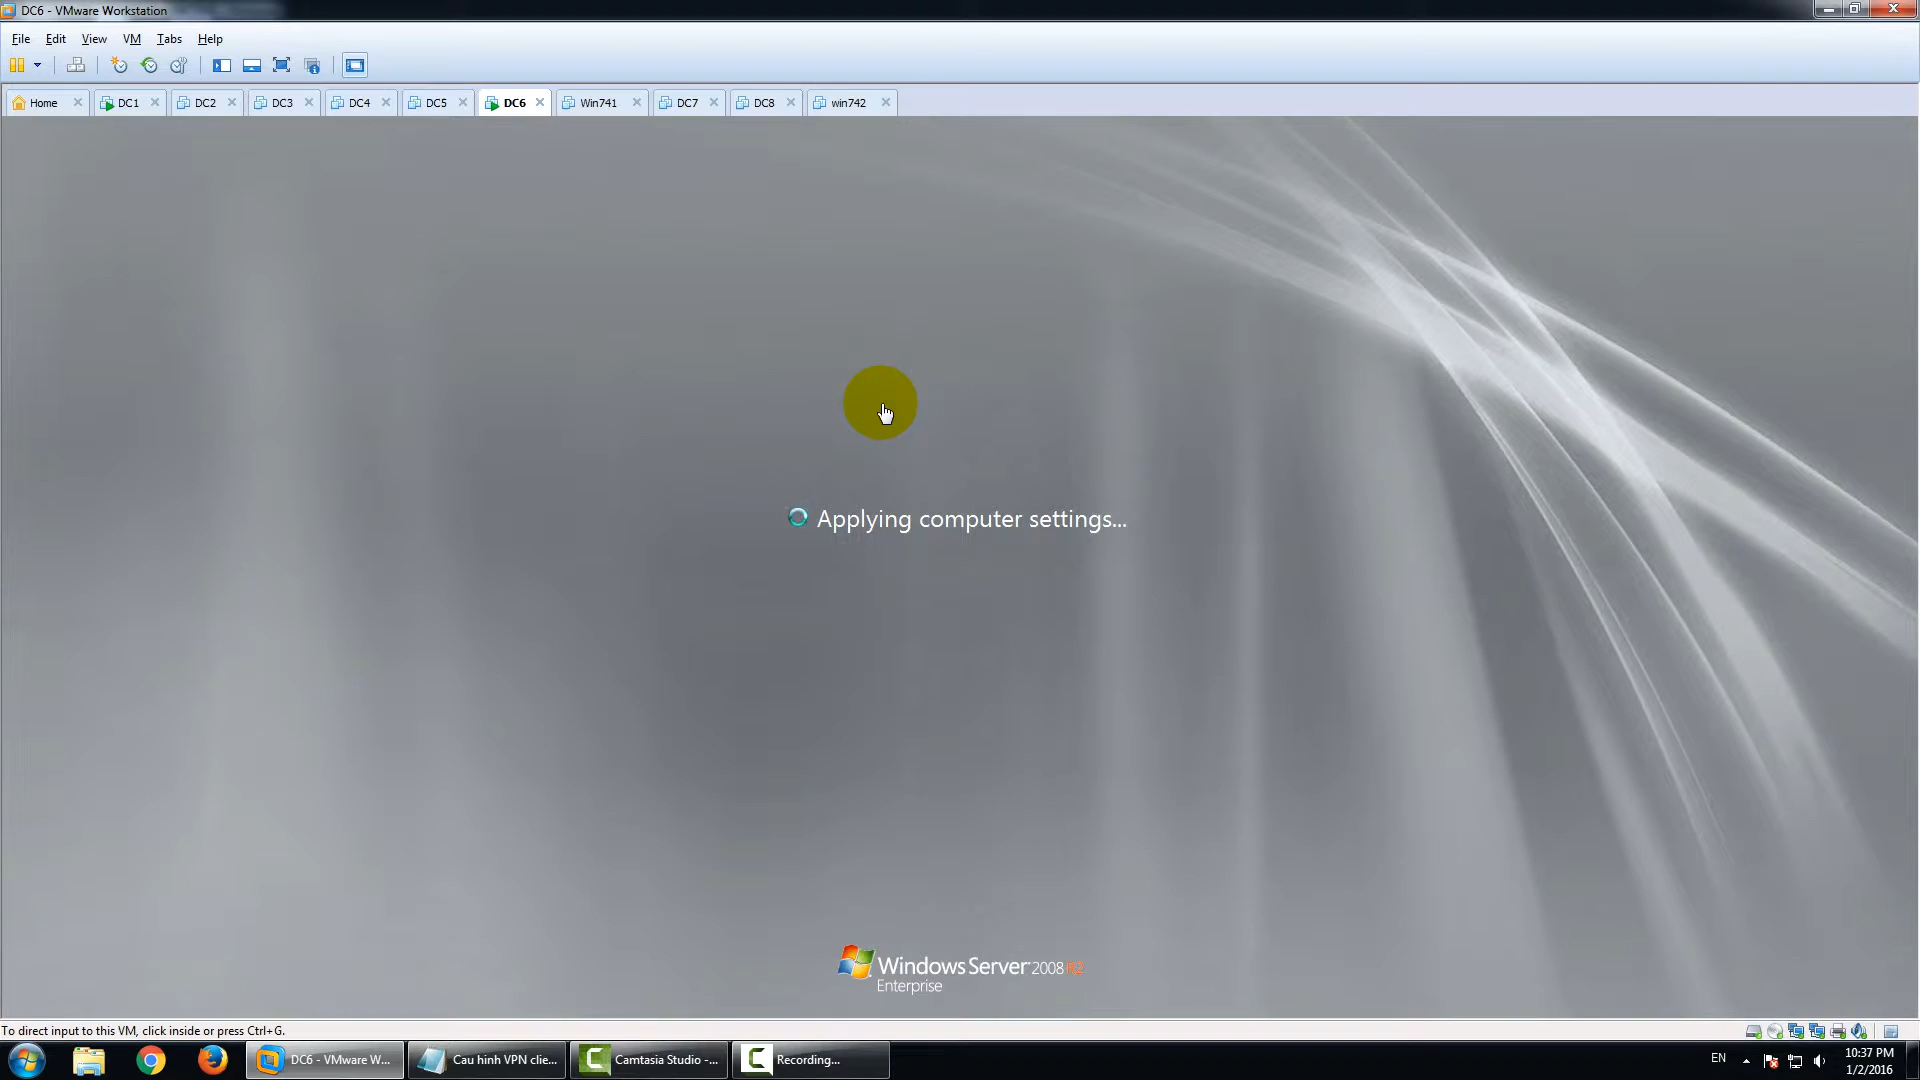 DC6 - VMware Workstation
File Edit View VM Tabs Help
Home DC1 DC2 DC3 DC4 DC5 DC6 Win741 DC7 DC8 win742
Applying computer settings...
Windows Server 2008 R2
Enterprise
To direct input to this VM, click inside or press Ctrl+G.
DC6 - VMware W... Cau hinh VPN clie... Camtasia Studio -... Recording... EN 10:37 PM
1/2/2016